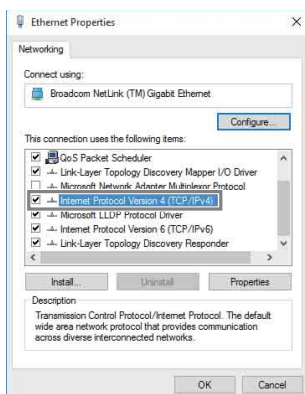 Ethernet Properties
Networking
Connect using:
Broadcom NetLink (TM) Gigabit Ethernet
Configure...
This connection uses the following items:
QoS Packet Scheduler
Link-Layer Topology Discovery Mapper I/O Driver
Microsoft Network Adapter Multiplexor Protocol
Internet Protocol Version 4 (TCP/IPv4)
Microsoft LLDP Protocol Driver
Internet Protocol Version 6 (TCP/IPv6)
Link-Layer Topology Discovery Responder
Install...
Uninstall
Properties
Description
Transmission Control Protocol/Internet Protocol. The default
wide area network protocol that provides communication
across diverse interconnected networks.
OK
Cancel